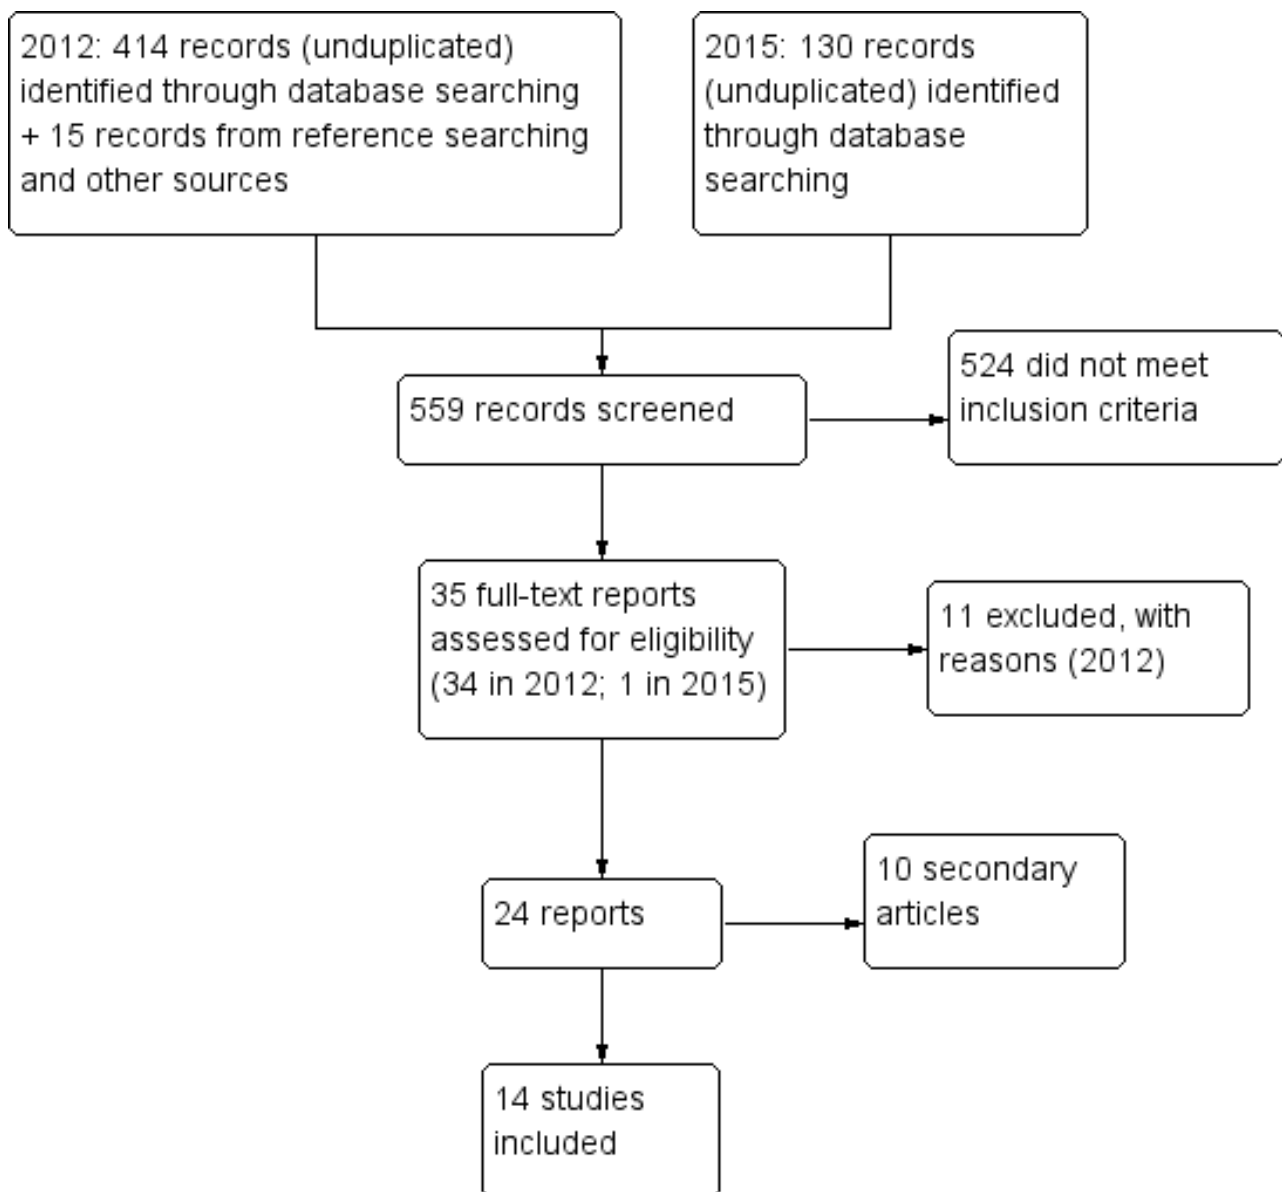 2012: 414 records (unduplicated)
identified through database searching
+ 15 records from reference searching
and other sources
2015: 130 records
(unduplicated) identified
through database
searching
559 records screened
524 did not meet
inclusion criteria
35 full-text reports
assessed for eligibility
(34 in 2012; 1 in 2015)
11 excluded, with
reasons (2012)
24 reports
10 secondary
articles
14 studies
included